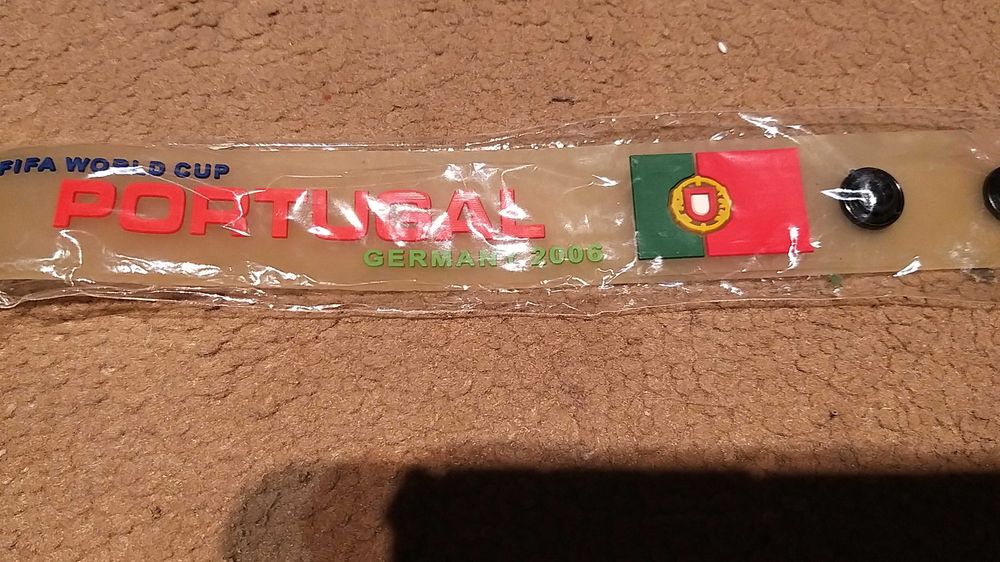 FIFA WORLD CUP
PORTUGAL
GERMANY 2006